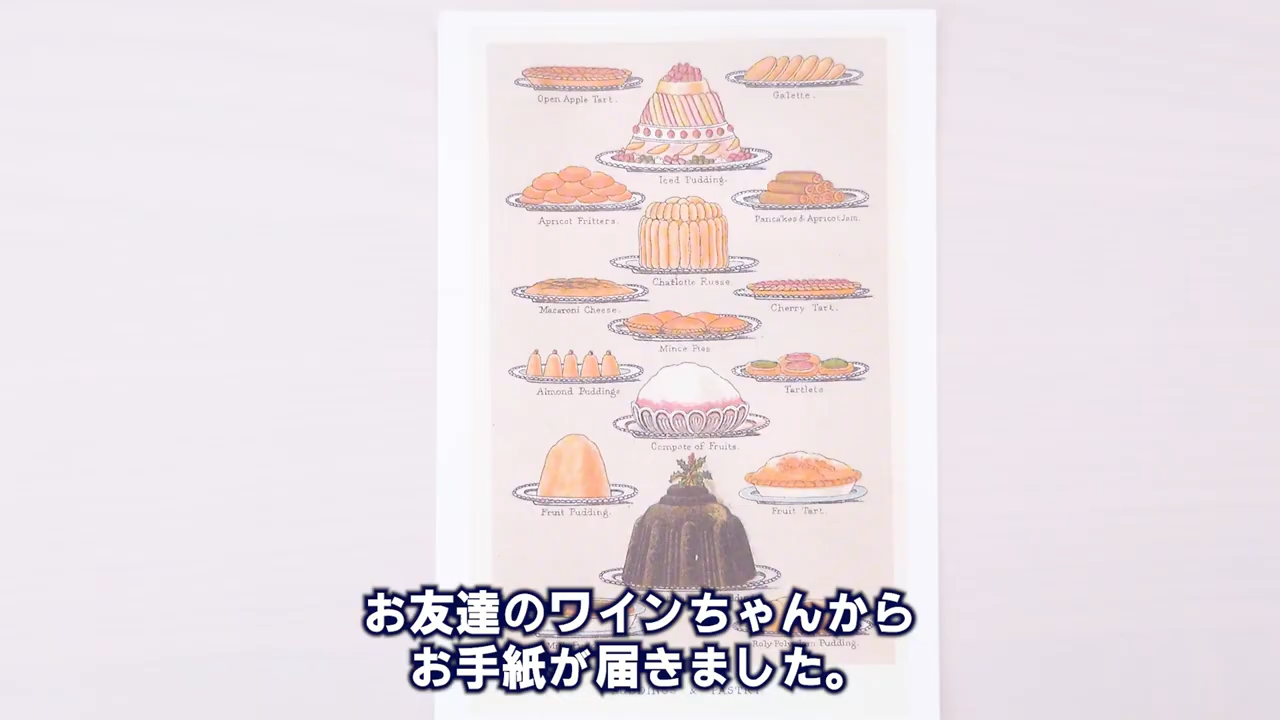 Open Apple Tart.
Galette.
Iced Pudding.
Apricot Fritters.
Pancakes & Apricot Jam.
Charlotte Russe.
Macaroni Cheese.
Cherry Tart.
Mince Pies
Almond Puddings
Tartlets
Compote of Fruits.
Fruit Pudding.
Fruit Tart.
お友達のワインちゃんから
Pudding.
お手紙が届きました。
& PASTRY